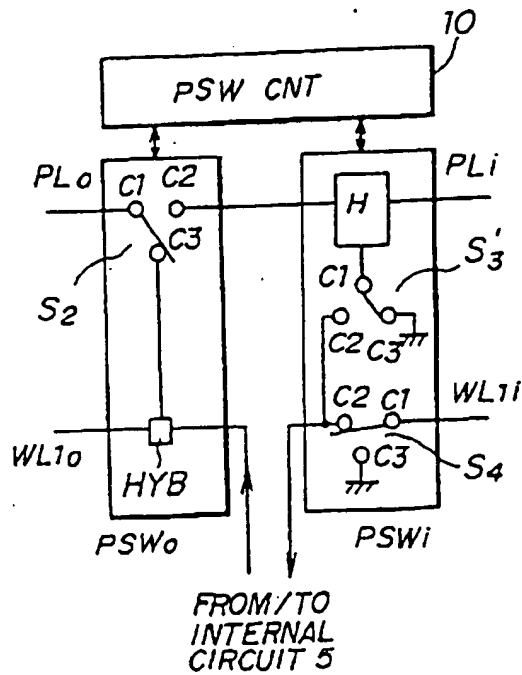 10
PSW CNT
PLo
PLi
C1
C2
H
C3
S2
C1
S3'
C2
C3
C2
C1
WL1i
WL1o
HYB
C3
S4
PSWo
PSWi
FROM/TO
INTERNAL
CIRCUIT 5